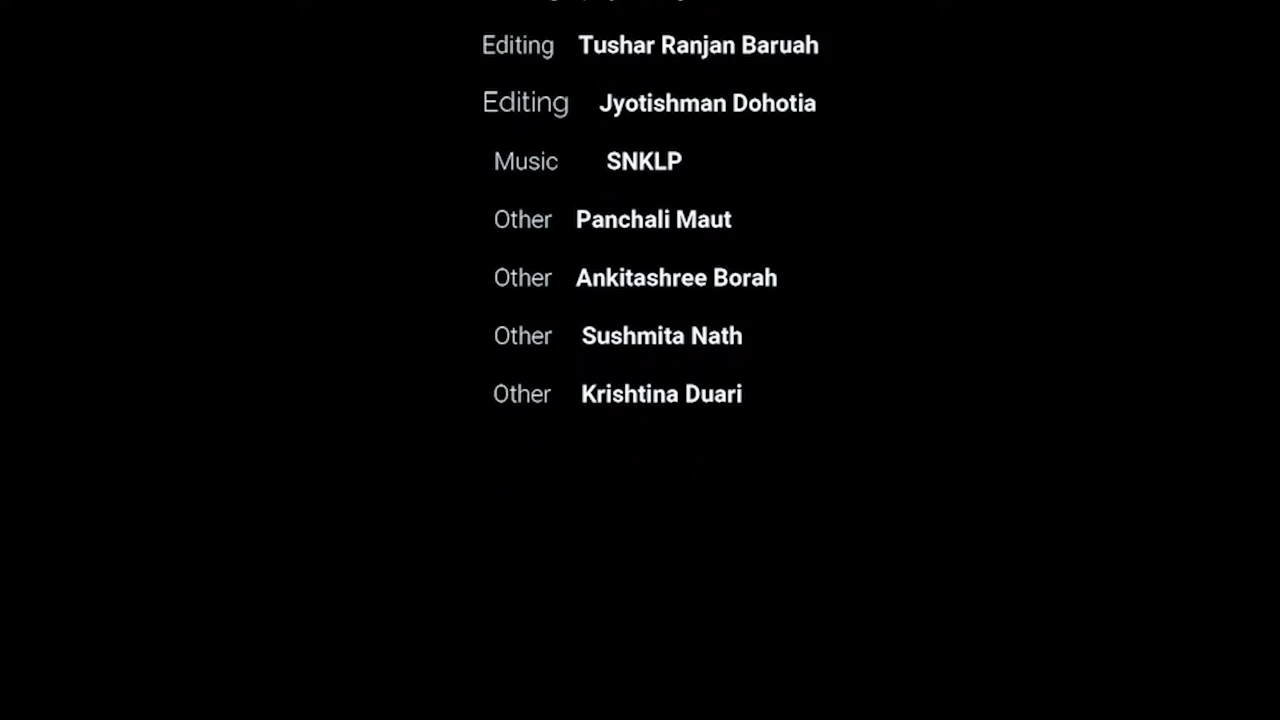 Editing Tushar Ranjan Baruah
Editing Jyotishman Dohotia
Music SNKLP
Other Panchali Maut
Other Ankitashree Borah
Other Sushmita Nath
Other Krishtina Duari